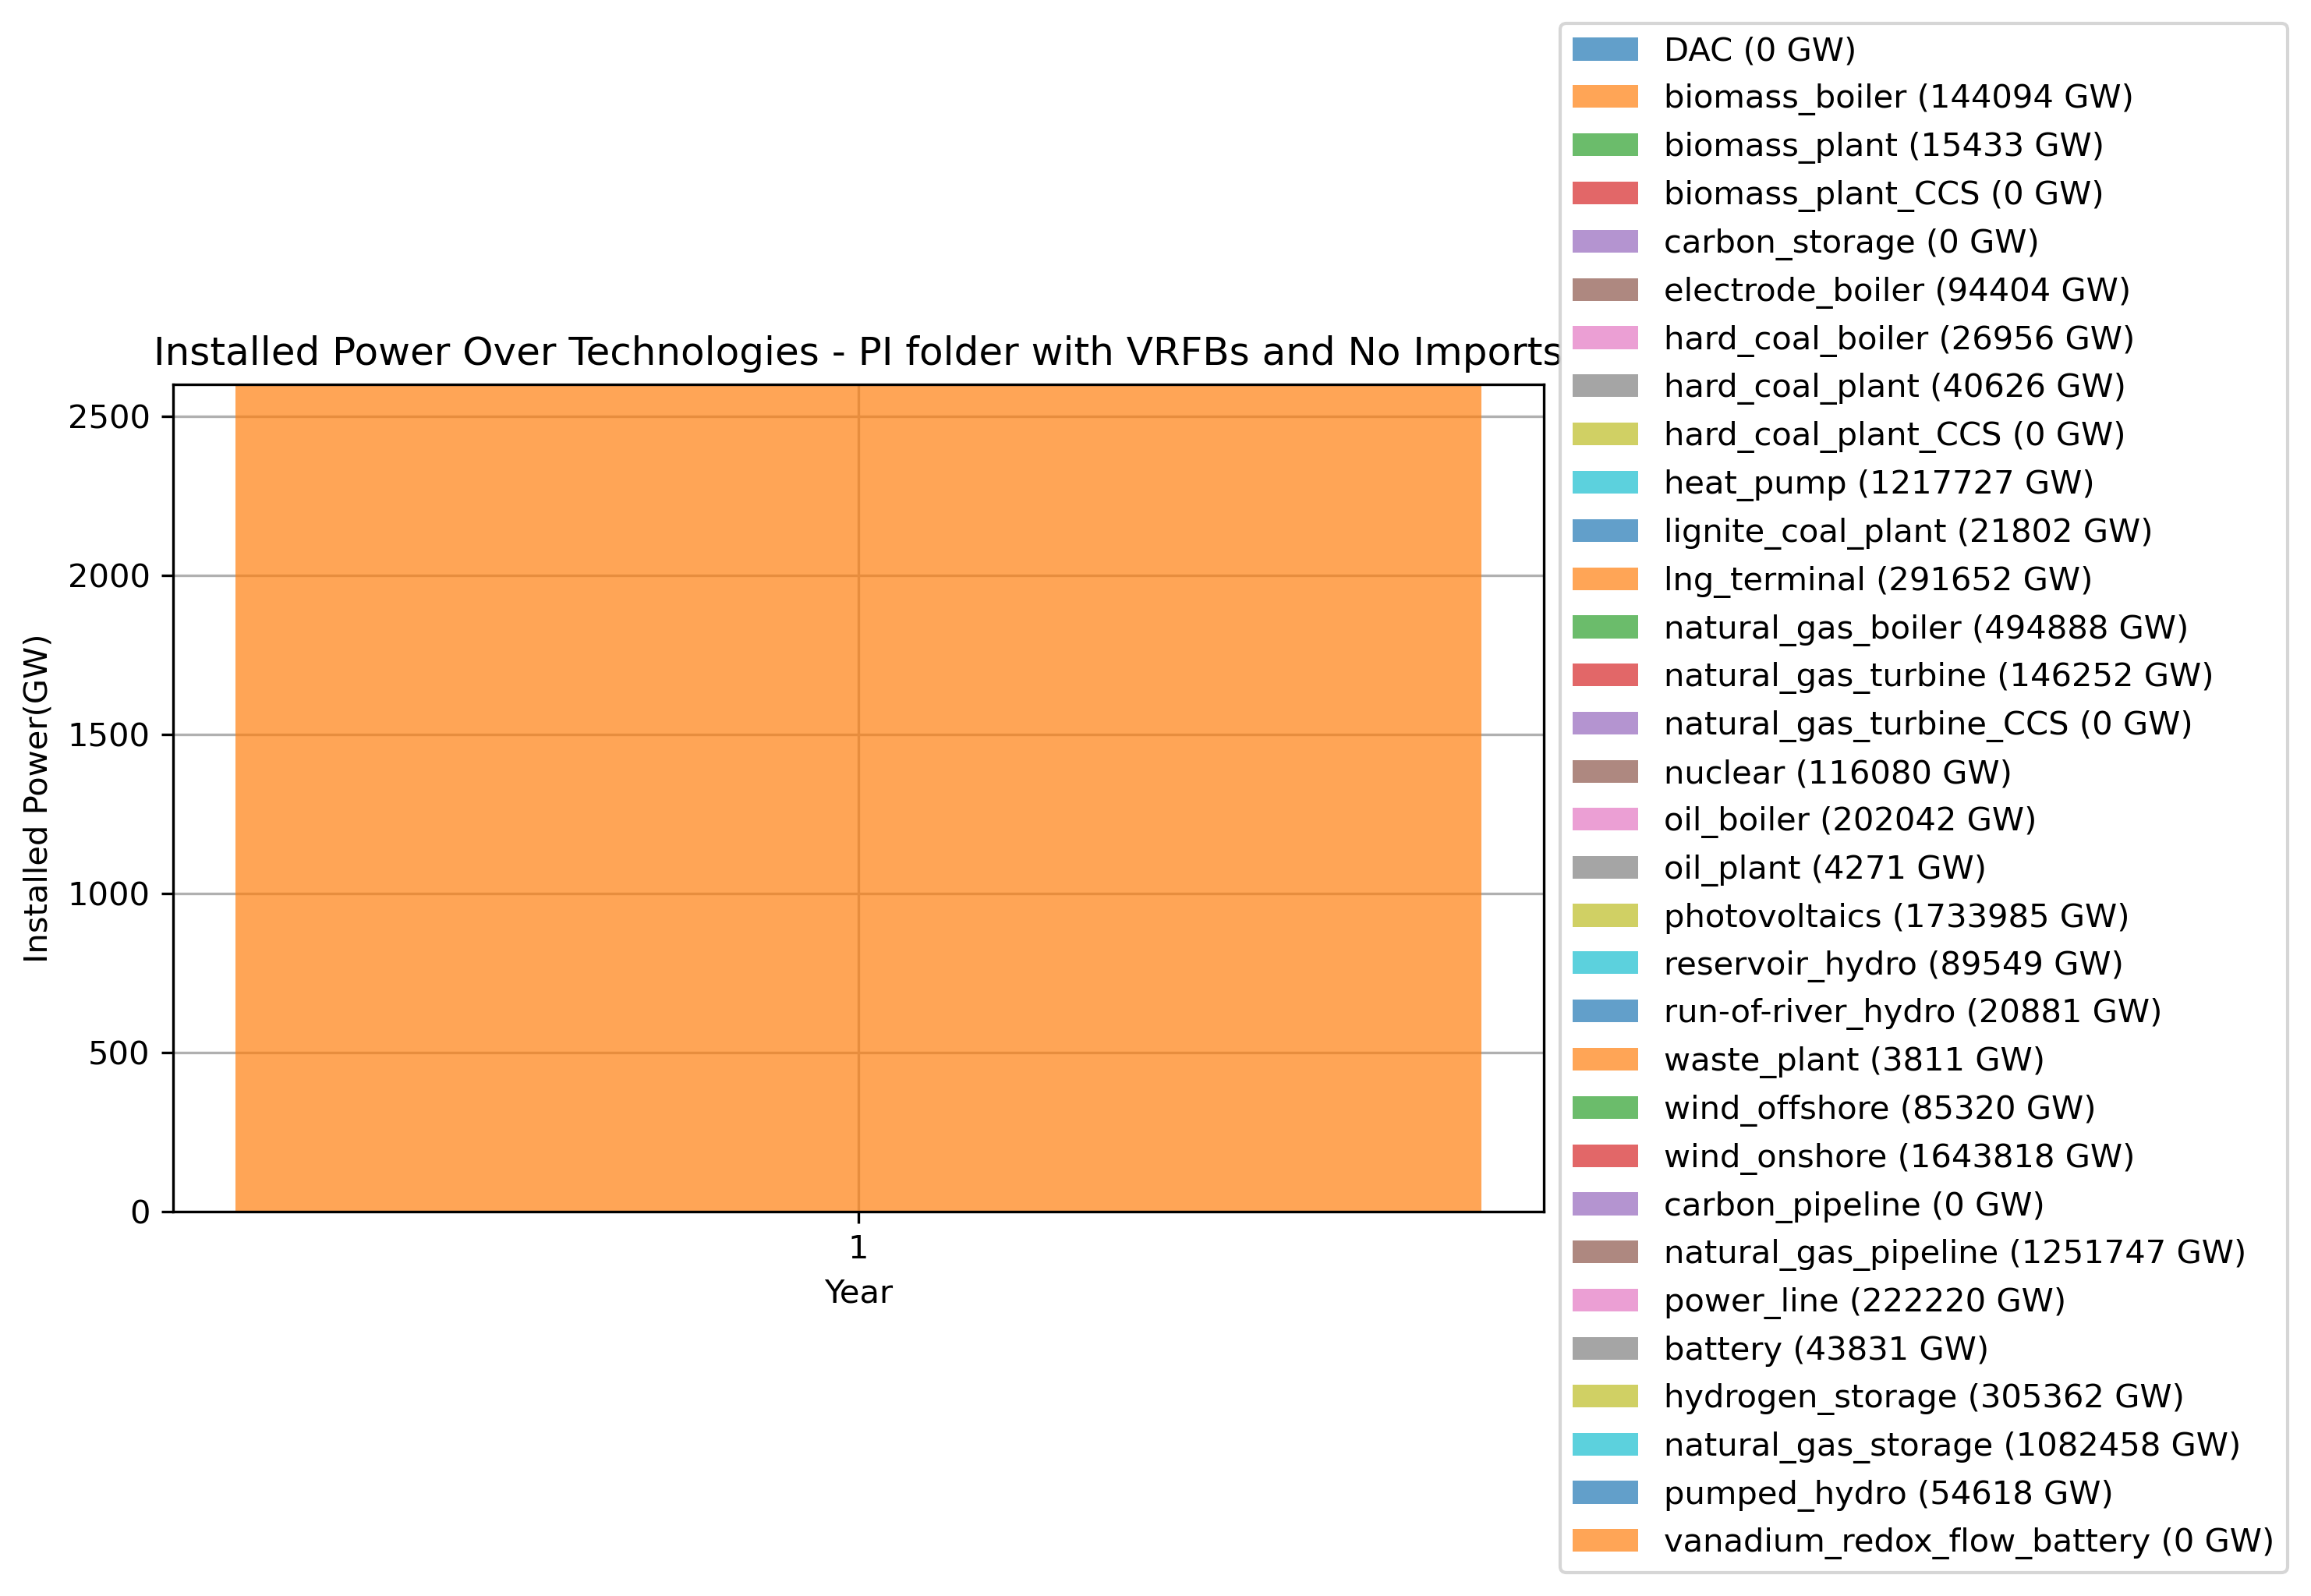 Installed Power Over Technologies - PI folder with VRFBs and No Imports
Installed Power(GW)
2500
2000
1500
1000
500
0
1
Year
DAC (0 GW)
biomass_boiler (144094 GW)
biomass_plant (15433 GW)
biomass_plant_CCS (0 GW)
carbon_storage (0 GW)
electrode_boiler (94404 GW)
hard_coal_boiler (26956 GW)
hard_coal_plant (40626 GW)
hard_coal_plant_CCS (0 GW)
heat_pump (1217727 GW)
lignite_coal_plant (21802 GW)
lng_terminal (291652 GW)
natural_gas_boiler (494888 GW)
natural_gas_turbine (146252 GW)
natural_gas_turbine_CCS (0 GW)
nuclear (116080 GW)
oil_boiler (202042 GW)
oil_plant (4271 GW)
photovoltaics (1733985 GW)
reservoir_hydro (89549 GW)
run-of-river_hydro (20881 GW)
waste_plant (3811 GW)
wind_offshore (85320 GW)
wind_onshore (1643818 GW)
carbon_pipeline (0 GW)
natural_gas_pipeline (1251747 GW)
power_line (222220 GW)
battery (43831 GW)
hydrogen_storage (305362 GW)
natural_gas_storage (1082458 GW)
pumped_hydro (54618 GW)
vanadium_redox_flow_battery (0 GW)